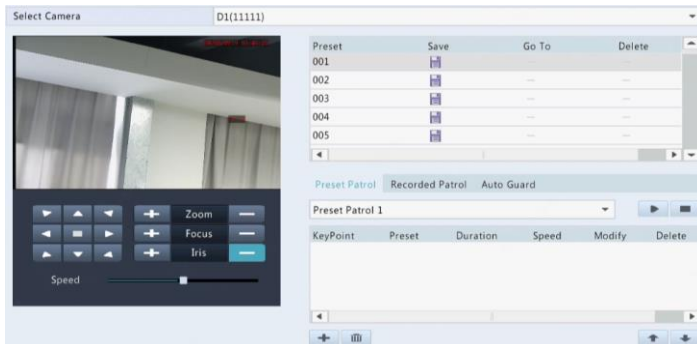 Select Camera D1(11111)
Preset Save Go To Delete
001
002
003
004
005
Preset Patrol Recorded Patrol Auto Guard
Preset Patrol 1
KeyPoint Preset Duration Speed Modify Delete
Zoom
Focus
Iris
Speed